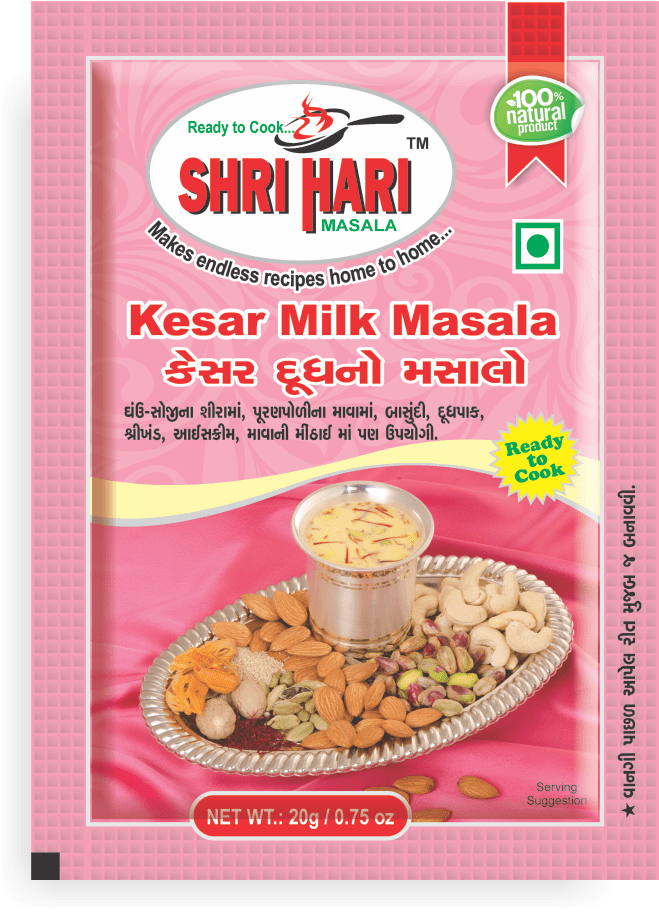 100%
natural
product
Ready to Cook...
TM
SHRI HARI
MASALA
Makes endless recipes home to home...
Kesar Milk Masala
કેસર દૂધનો મસાલો
ઘંઉ-સોજીના શીરામાં, પૂરણપોળીના માવામાં, બાસુંદી, દૂધપાક,
શ્રીખંડ, આઈસક્રીમ, માવાની મીઠાઈ માં પણ ઉપયોગી.
Ready
to
Cook
★ વાનગી પાછળ આપેલ રીત મુજબ જ બનાવવી.
Serving
Suggestion
NET WT.: 20g / 0.75 oz